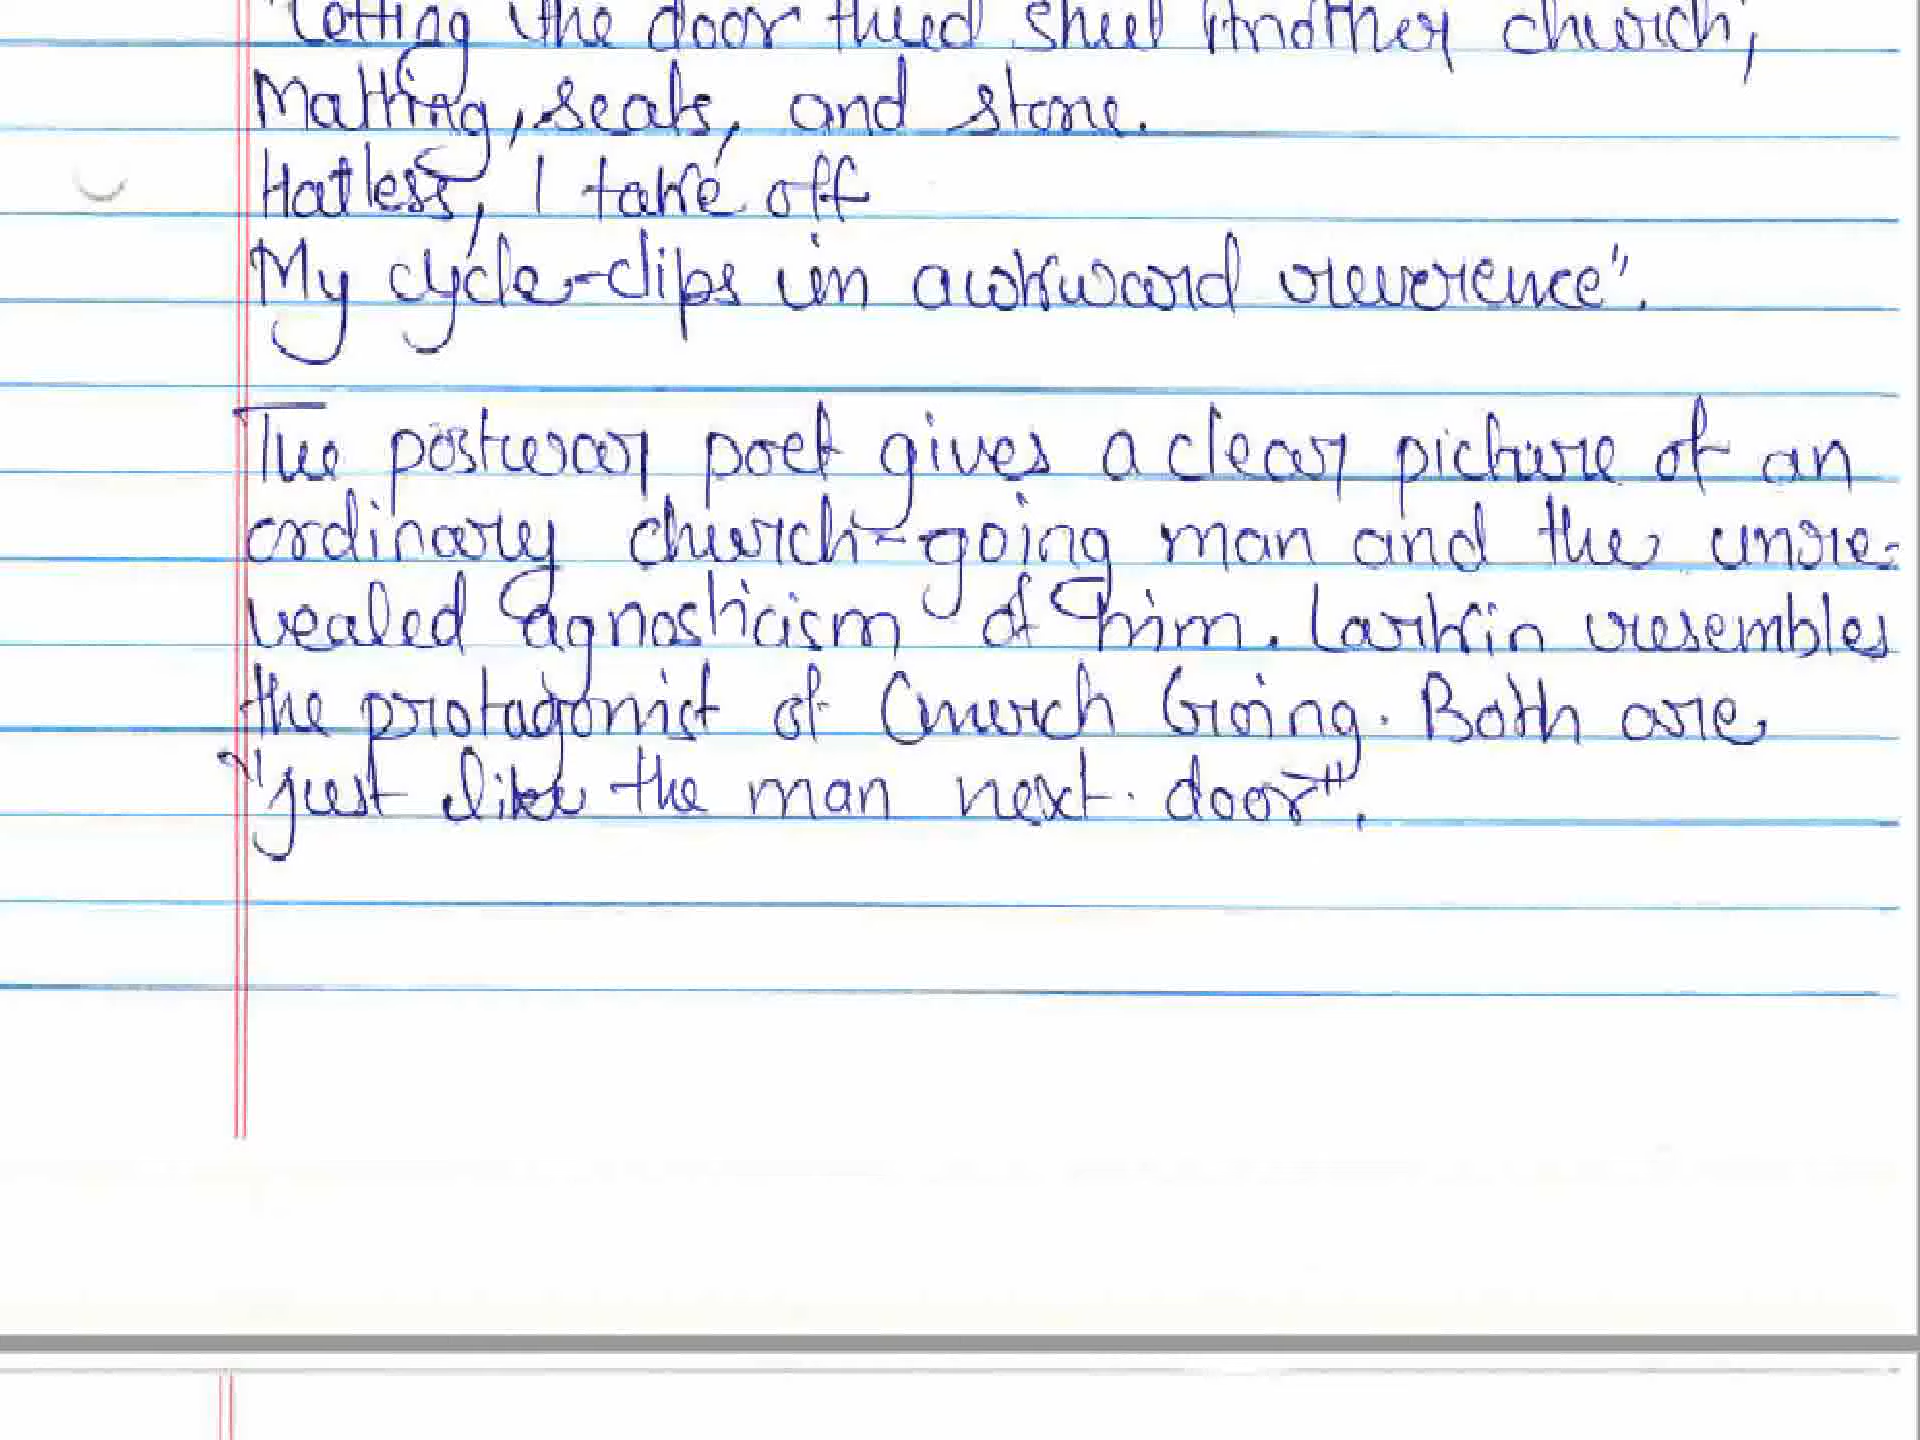 "Letting the door thud shut Another church;
Matting, seats, and stone.
Hatless, I take off
My cycle-clips in awkward reverence".
The postwar poet gives a clear picture of an
ordinary church-going man and the unre-
vealed agnosticism of him. Larkin resembles
the protagonist of Church Going. Both are
"just like the man next door".